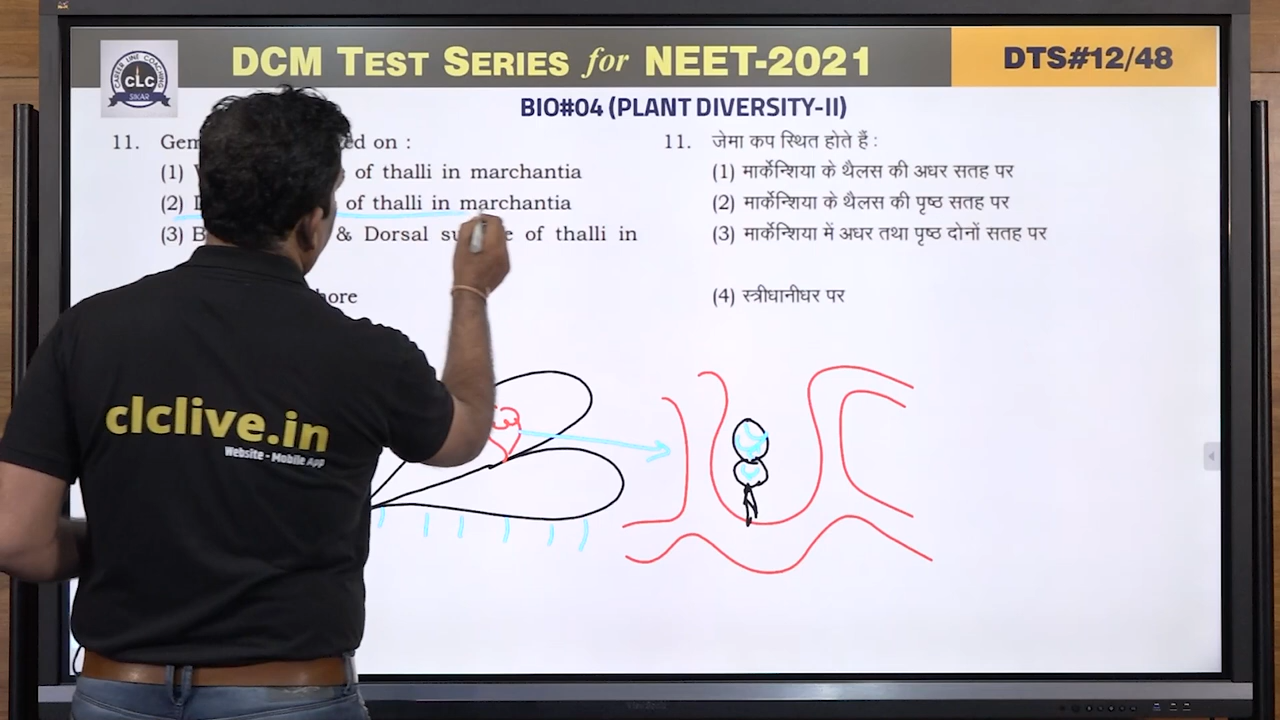 DCM TEST SERIES for NEET-2021
DTS#12/48
CAREER LINE COACHING
CLC
SIKAR
BIO#04 (PLANT DIVERSITY-II)
11. Gem ed on :
(1) of thalli in marchantia
(2) of thalli in marchantia
(3) B & Dorsal su e of thalli in
hore
11. जेमा कप स्थित होते हैं :
(1) मार्केन्शिया के थैलस की अधर सतह पर
(2) मार्केन्शिया के थैलस की पृष्ठ सतह पर
(3) मार्केन्शिया में अधर तथा पृष्ठ दोनों सतह पर
(4) स्त्रीधानीधर पर
clclive.in
Website - Mobile App
ViewSonic